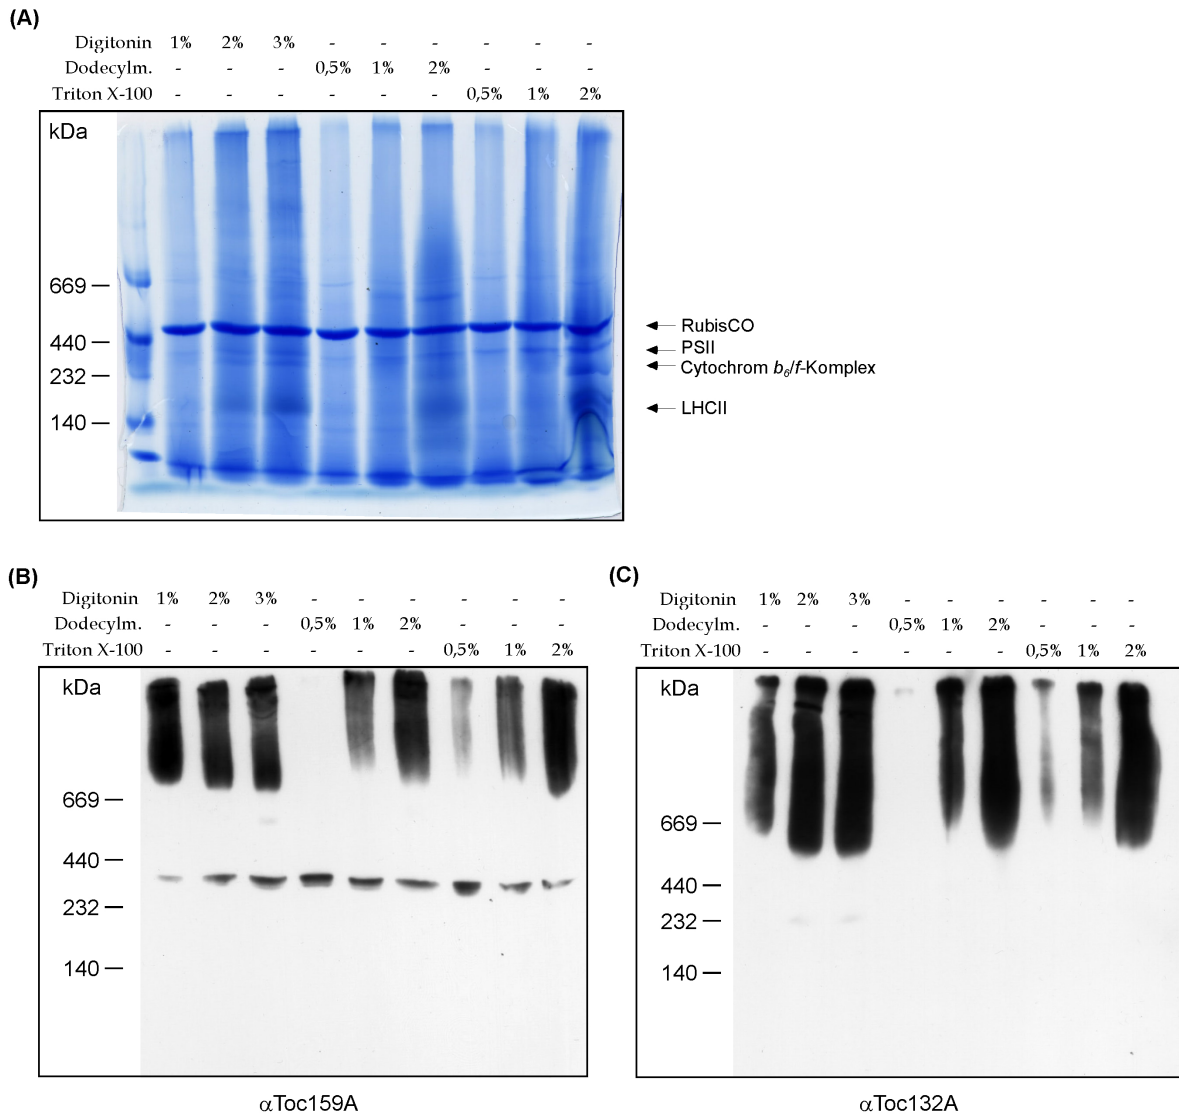 (A)
Digitonin 1% 2% 3% - - - - - -
Dodecylm. - - - 0,5% 1% 2% - - -
Triton X-100 - - - - - - 0,5% 1% 2%
kDa
669
440
232
140
RubisCO
PSII
Cytochrom b6/f-Komplex
LHCII
(B)
Digitonin 1% 2% 3% - - - - - -
Dodecylm. - - - 0,5% 1% 2% - - -
Triton X-100 - - - - - - 0,5% 1% 2%
kDa
669
440
232
140
αToc159A
(C)
Digitonin 1% 2% 3% - - - - - -
Dodecylm. - - - 0,5% 1% 2% - - -
Triton X-100 - - - - - - 0,5% 1% 2%
kDa
669
440
232
140
αToc132A